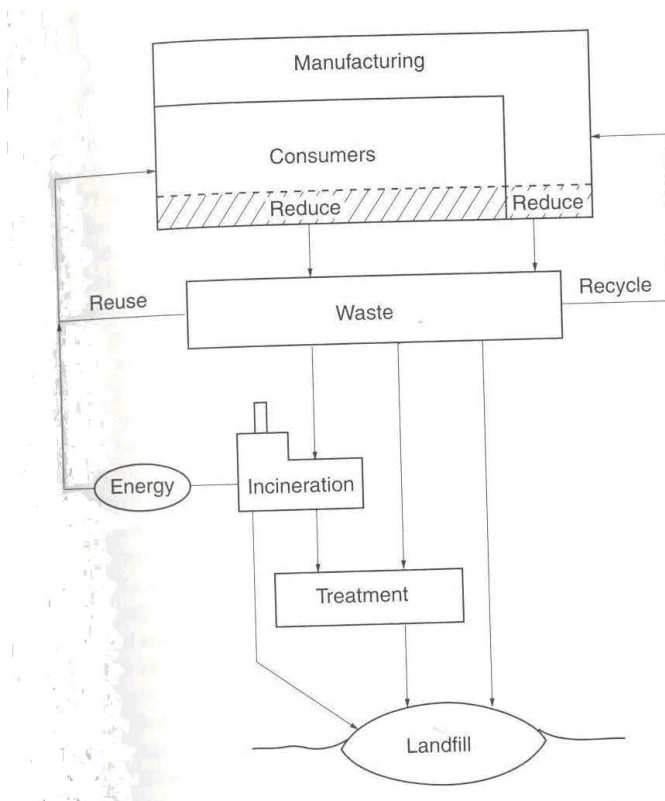 Manufacturing
Consumers
Reduce
Reduce
Reuse
Waste
Recycle
Energy
Incineration
Treatment
Landfill